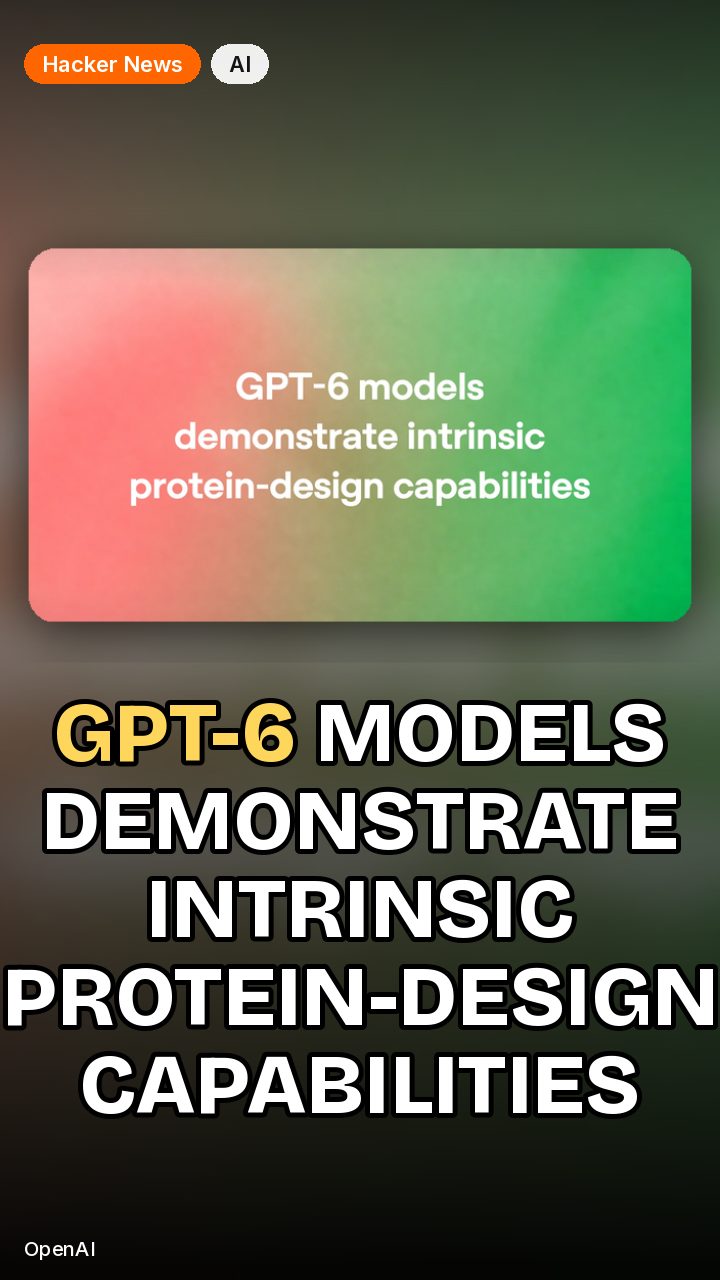 Hacker News
AI
GPT-6 models
demonstrate intrinsic
protein-design capabilities
GPT-6 MODELS
DEMONSTRATE
INTRINSIC
PROTEIN-DESIGN
CAPABILITIES
OpenAI